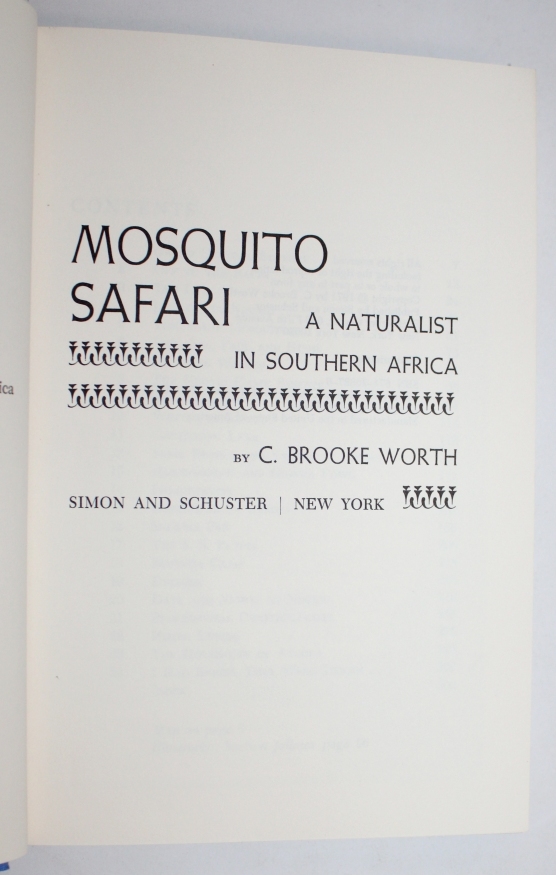 MOSQUITO
SAFARI
A NATURALIST
IN SOUTHERN AFRICA
BY C. BROOKE WORTH
SIMON AND SCHUSTER | NEW YORK